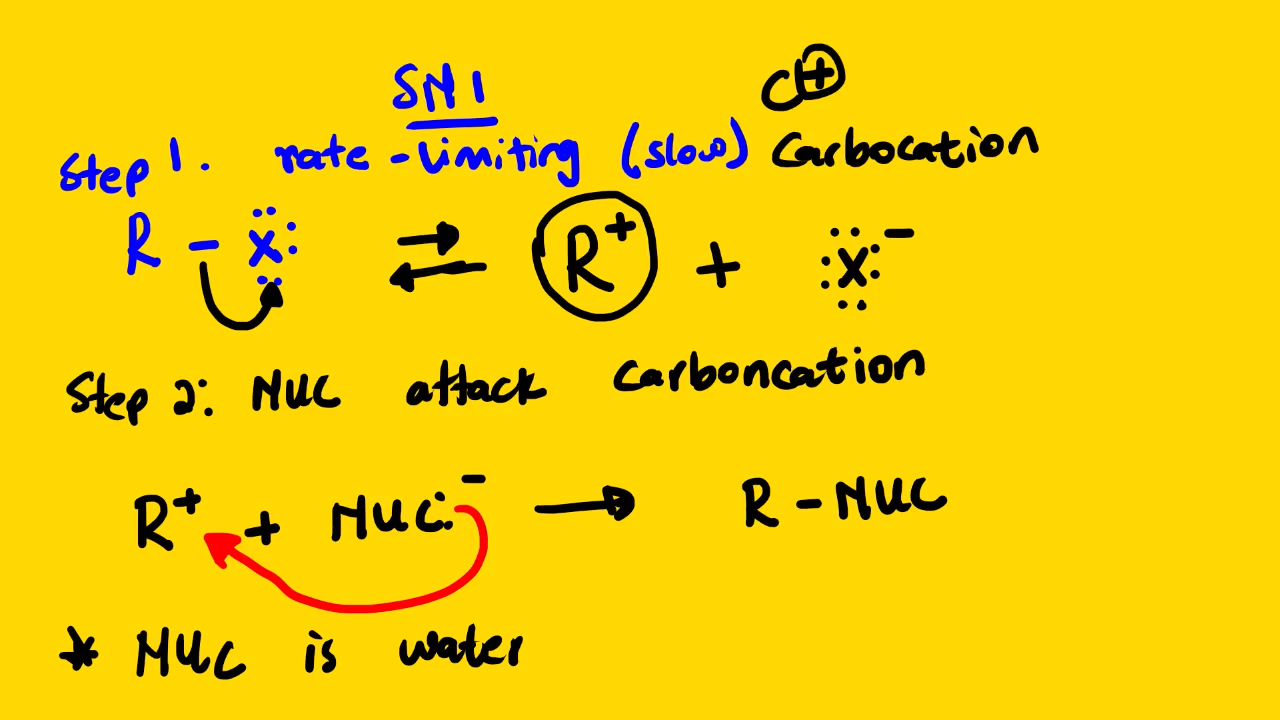 SN1
C+
Step 1. rate-limiting (slow) Carbocation
R - X ⇌ R+ + X-
Step 2: NUC attack Carboncation
R+ + NUC:- → R - NUC
* NUC is water